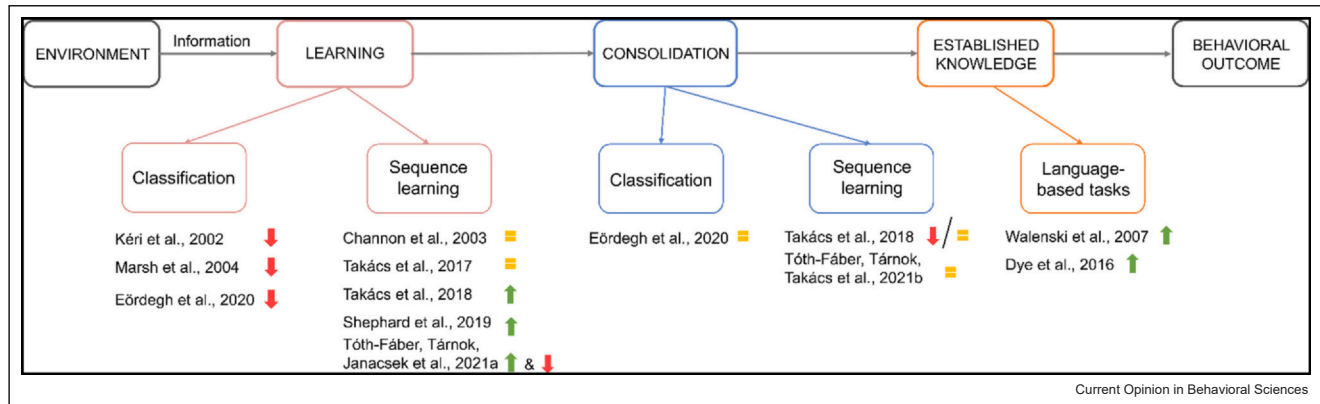 ENVIRONMENT
Information
LEARNING
CONSOLIDATION
ESTABLISHED
KNOWLEDGE
BEHAVIORAL
OUTCOME
Classification
Sequence
learning
Classification
Sequence
learning
Language-
based tasks
Kéri et al., 2002
Marsh et al., 2004
Eördegh et al., 2020
Channon et al., 2003 =
Takács et al., 2017 =
Takács et al., 2018
Shephard et al., 2019
Tóth-Fáber, Tárnok,
Janacsek et al., 2021a &
Eördegh et al., 2020 =
Takács et al., 2018 / =
Tóth-Fáber, Tárnok,
Takács et al., 2021b =
Walenski et al., 2007
Dye et al., 2016
Current Opinion in Behavioral Sciences